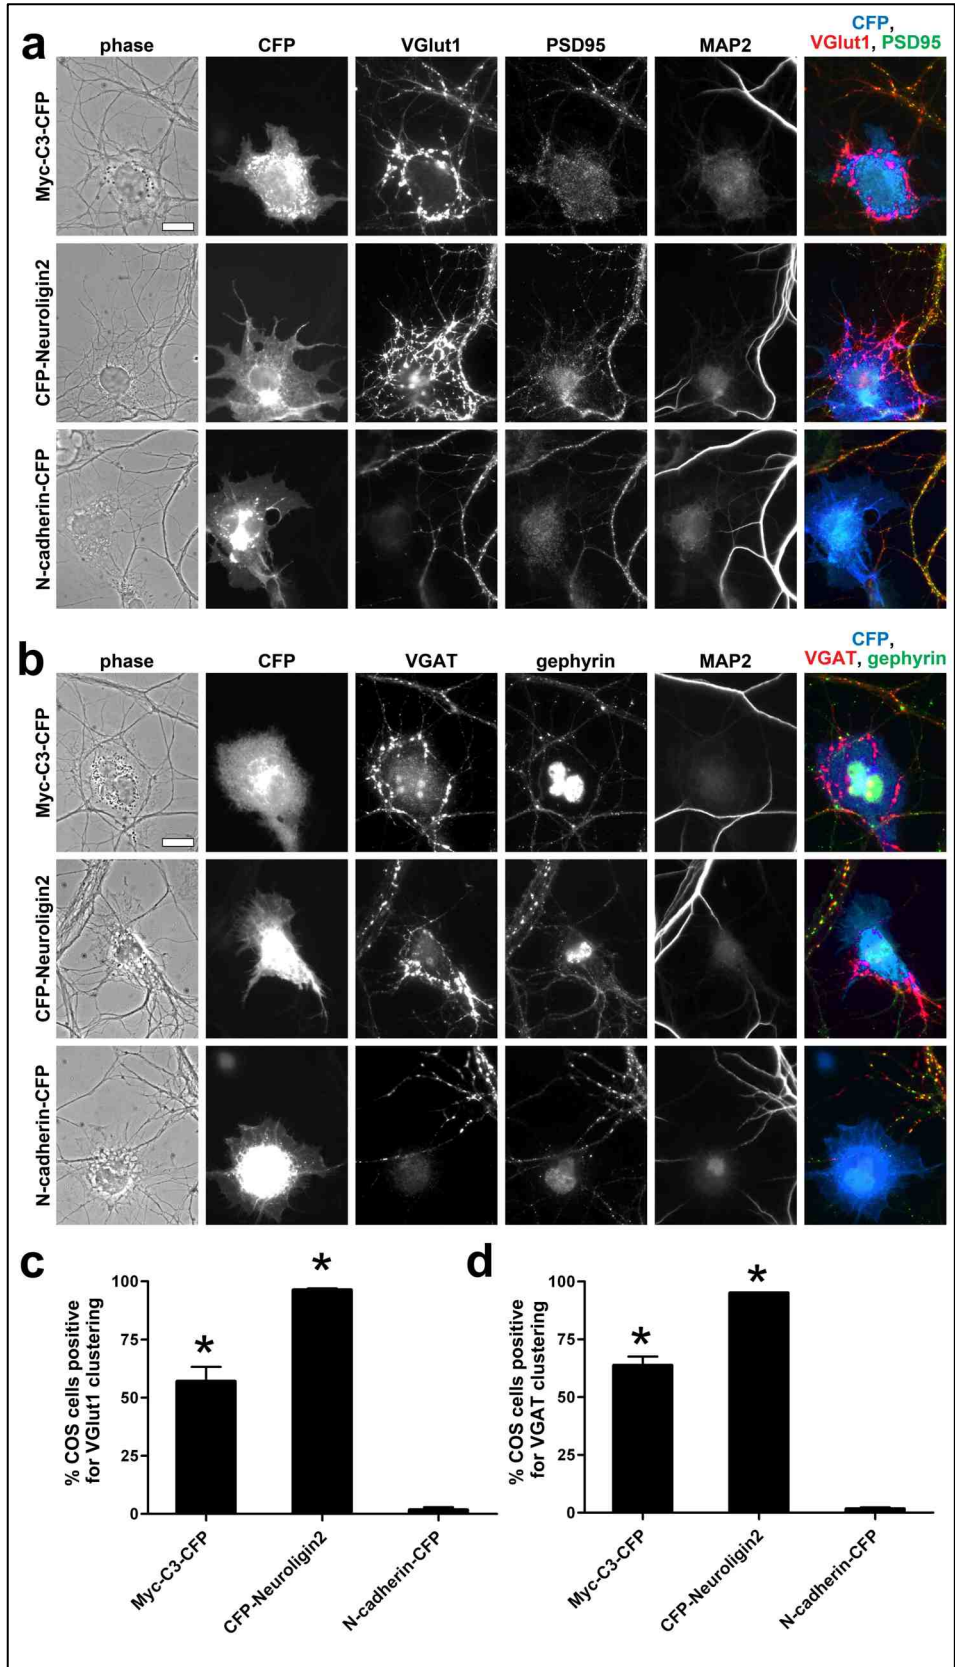 a
phase
CFP
VGlut1
PSD95
MAP2
CFP,
VGlut1, PSD95
Myc-C3-CFP
CFP-Neuroligin2
N-cadherin-CFP
b
phase
CFP
VGAT
gephyrin
MAP2
CFP,
VGAT, gephyrin
Myc-C3-CFP
CFP-Neuroligin2
N-cadherin-CFP
c
% COS cells positive
for VGlut1 clustering
100
75
50
25
0
*
*
Myc-C3-CFP
CFP-Neuroligin2
N-cadherin-CFP
d
% COS cells positive
for VGAT clustering
100
75
50
25
0
*
*
Myc-C3-CFP
CFP-Neuroligin2
N-cadherin-CFP